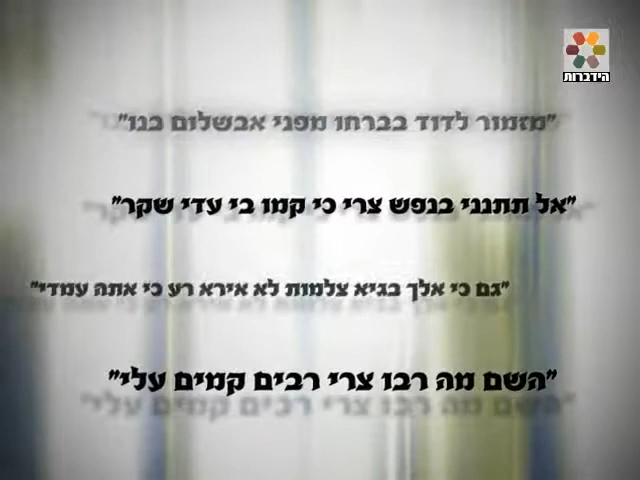 הידברות
"מזמור לדוד בברחו מפני אבשלום בנו"
"אל תתנני בנפש צרי כי קמו בי עדי שקר"
"גם כי אלך בגיא צלמות לא אירא רע כי אתה עמדי"
"השם מה רבו צרי רבים קמים עלי"